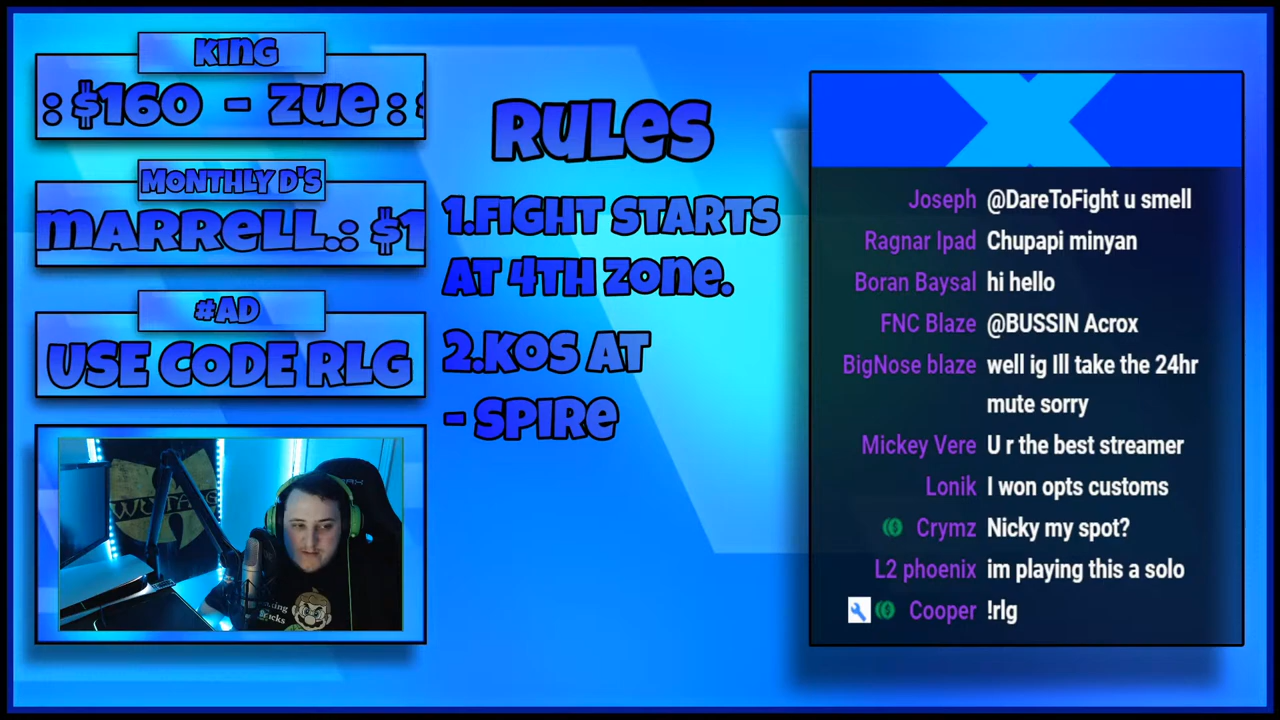 King
: $160 - Zue :
Monthly D's
Marrell.: $1
#AD
USE CODE RLG
WUTANG
Rules
1.Fight starts
at 4th zone.
2.KOs at
- Spire
Joseph @DareToFight u smell
Ragnar Ipad Chupapi minyan
Boran Baysal hi hello
FNC Blaze @BUSSIN Acrox
BigNose blaze well ig Ill take the 24hr
mute sorry
Mickey Vere U r the best streamer
Lonik I won opts customs
Crymz Nicky my spot?
L2 phoenix im playing this a solo
Cooper !rlg